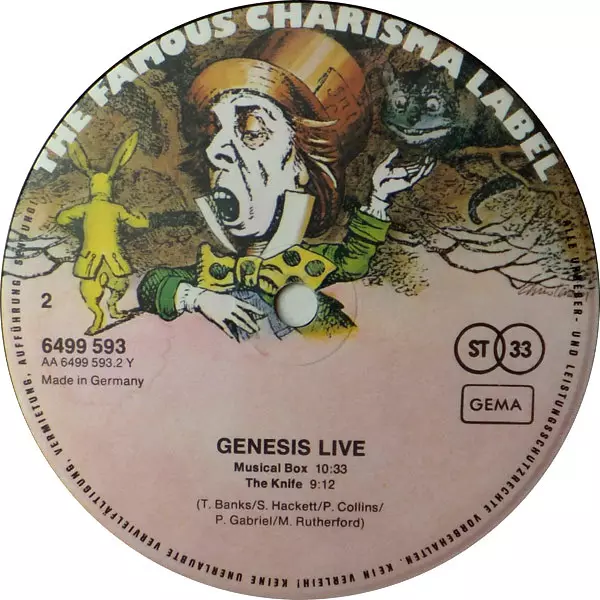 THE FAMOUS CHARISMA LABEL
2
6499 593
AA 6499 593.2 Y
Made in Germany
ST 33
GEMA
GENESIS LIVE
Musical Box 10:33
The Knife 9:12
(T. Banks/S. Hackett/P. Collins/
P. Gabriel/M. Rutherford)
ALLE URHEBER- UND LEISTUNGSSCHUTZRECHTE VORBEHALTEN. KEIN VERLEIH! KEINE UNERLAUBTE VERVIELFÄLTIGUNG, VERMIETUNG, AUFFÜHRUNG, SENDUNG!